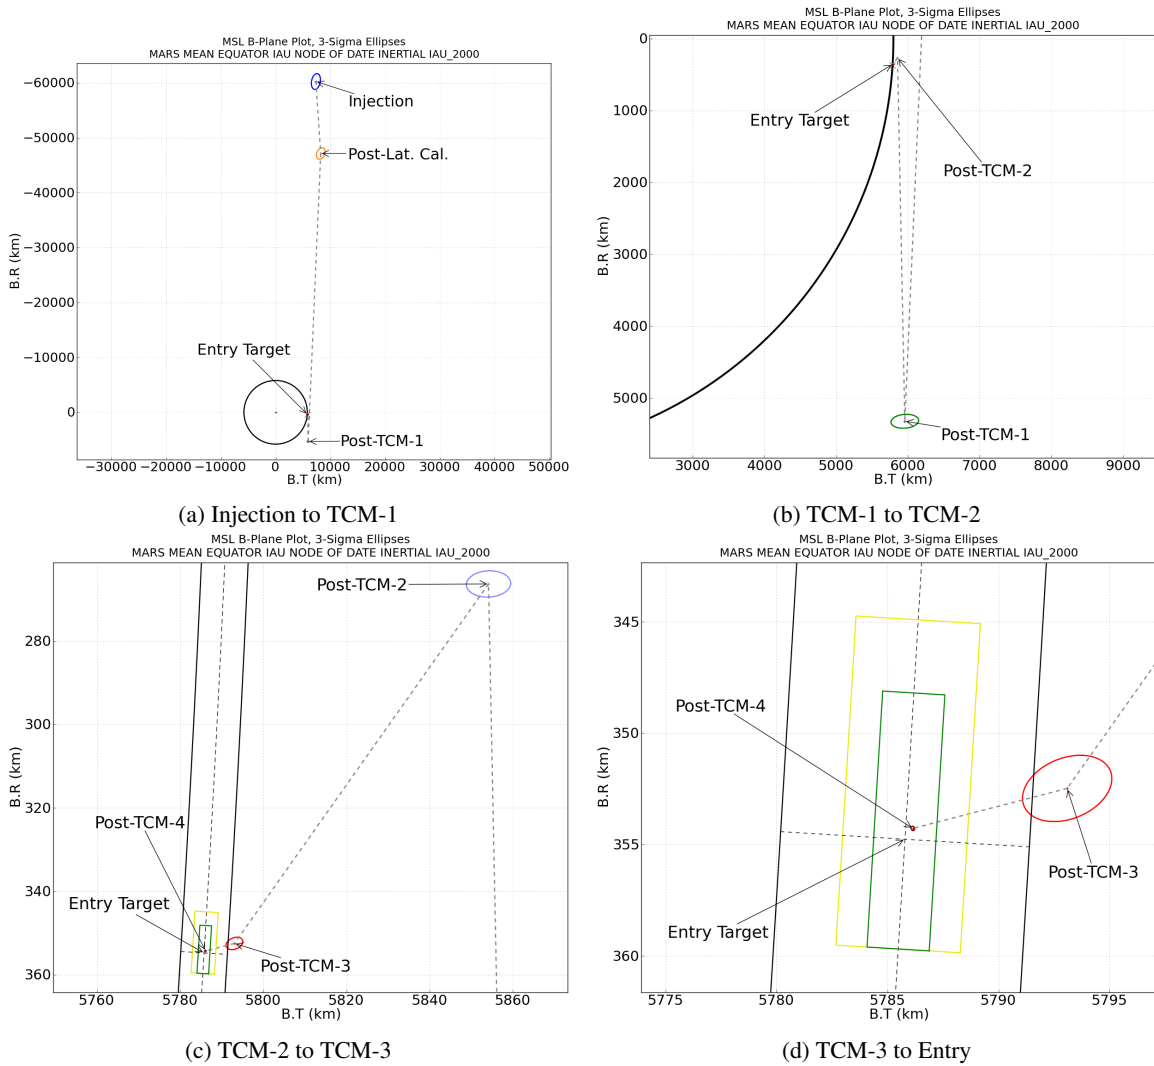 MSL B-Plane Plot, 3-Sigma Ellipses
MARS MEAN EQUATOR IAU NODE OF DATE INERTIAL IAU_2000
−60000
−50000
−40000
−30000
−20000
−10000
0
B.R (km)
Injection
Post-Lat. Cal.
Entry Target
Post-TCM-1
−30000 −20000 −10000 0 10000 20000 30000 40000 50000
B.T (km)
(a) Injection to TCM-1
MSL B-Plane Plot, 3-Sigma Ellipses
MARS MEAN EQUATOR IAU NODE OF DATE INERTIAL IAU_2000
0
1000
2000
3000
4000
5000
B.R (km)
Entry Target
Post-TCM-2
Post-TCM-1
3000 4000 5000 6000 7000 8000 9000
B.T (km)
(b) TCM-1 to TCM-2
MSL B-Plane Plot, 3-Sigma Ellipses
MARS MEAN EQUATOR IAU NODE OF DATE INERTIAL IAU_2000
280
300
320
340
360
B.R (km)
Post-TCM-2
Post-TCM-4
Entry Target
Post-TCM-3
5760 5780 5800 5820 5840 5860
B.T (km)
(c) TCM-2 to TCM-3
MSL B-Plane Plot, 3-Sigma Ellipses
MARS MEAN EQUATOR IAU NODE OF DATE INERTIAL IAU_2000
345
350
355
360
B.R (km)
Post-TCM-4
Post-TCM-3
Entry Target
5775 5780 5785 5790 5795
B.T (km)
(d) TCM-3 to Entry